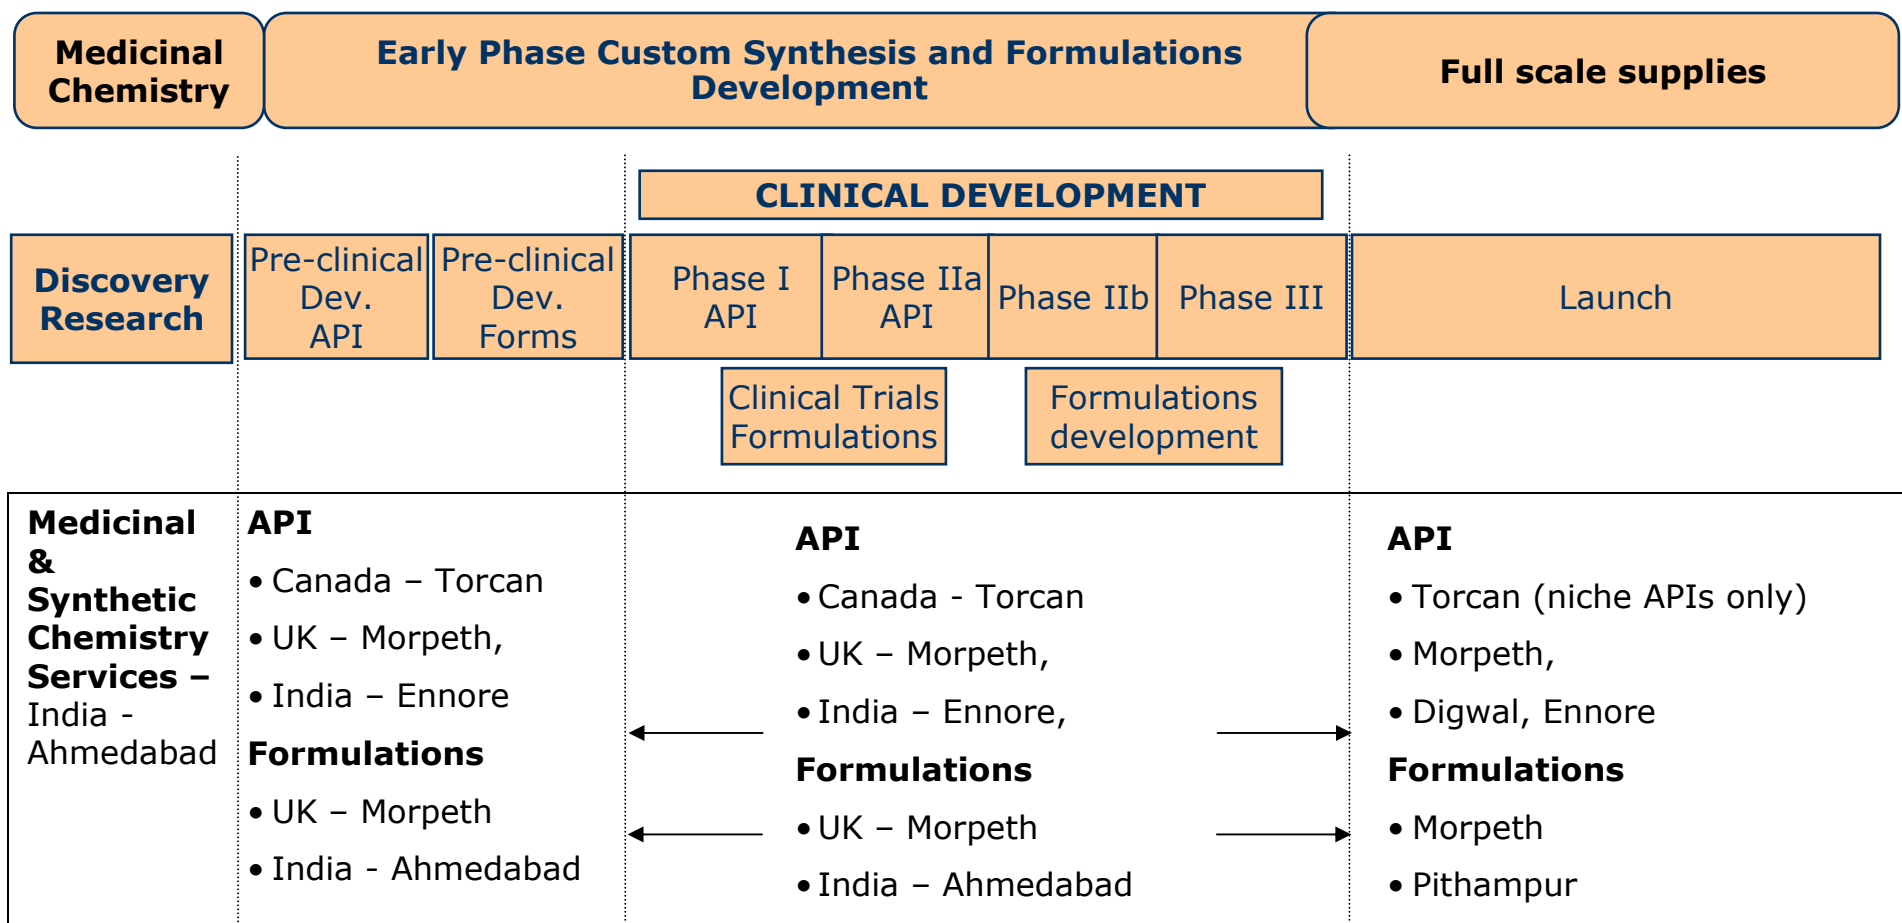 Medicinal
Chemistry
Early Phase Custom Synthesis and Formulations
Development
Full scale supplies
CLINICAL DEVELOPMENT
Discovery
Research
Pre-clinical
Dev.
API
Pre-clinical
Dev.
Forms
Phase I
API
Phase IIa
API
Phase IIb
Phase III
Launch
Clinical Trials
Formulations
Formulations
development
Medicinal
&
Synthetic
Chemistry
Services –
India -
Ahmedabad
API
• Canada – Torcan
• UK – Morpeth,
• India – Ennore
Formulations
• UK – Morpeth
• India - Ahmedabad
API
• Canada - Torcan
• UK – Morpeth,
• India – Ennore,
Formulations
• UK – Morpeth
• India – Ahmedabad
API
• Torcan (niche APIs only)
• Morpeth,
• Digwal, Ennore
Formulations
• Morpeth
• Pithampur